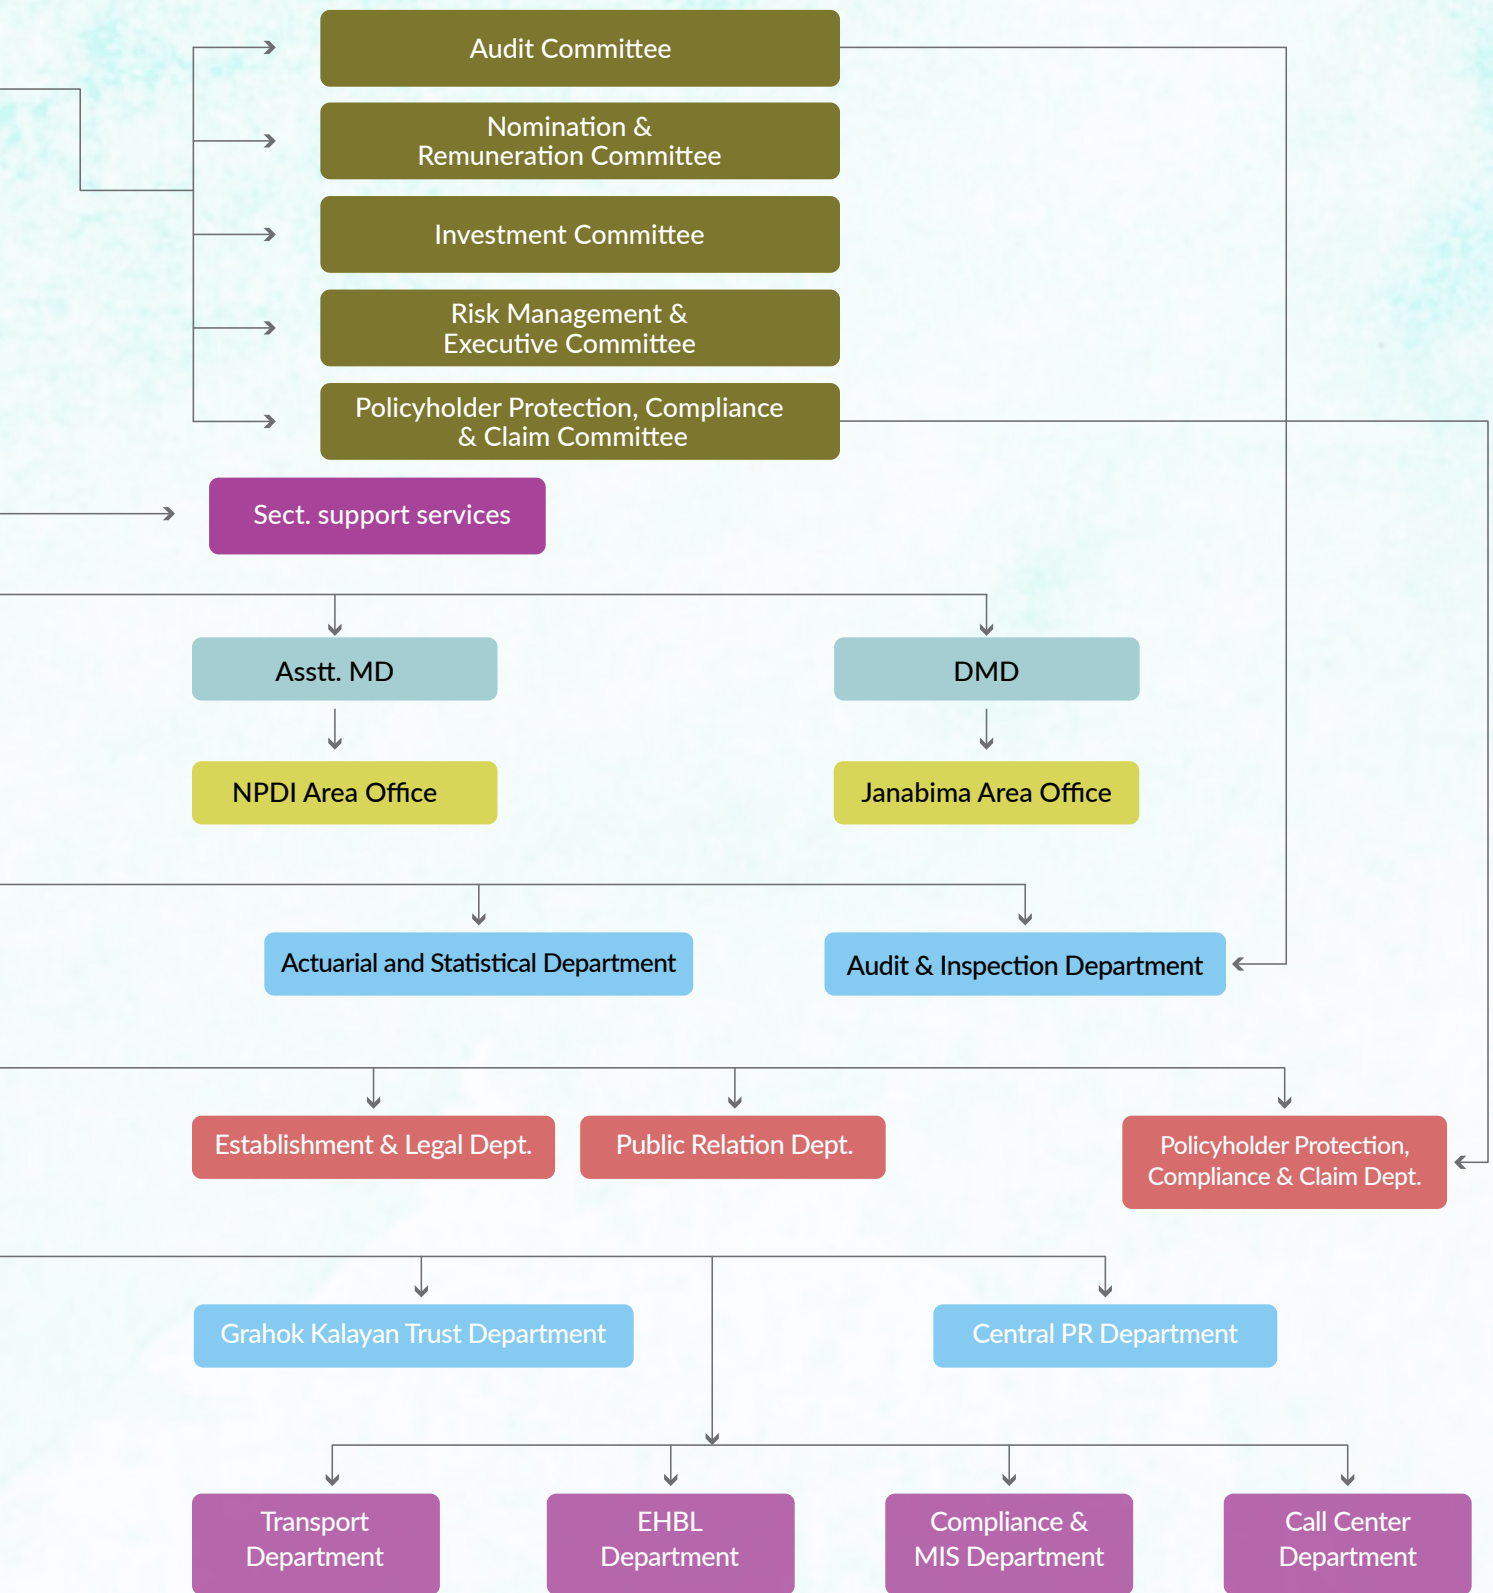 Audit Committee
Nomination &
Remuneration Committee
Investment Committee
Risk Management &
Executive Committee
Policyholder Protection, Compliance
& Claim Committee
Sect. support services
Asstt. MD
DMD
NPDI Area Office
Janabima Area Office
Actuarial and Statistical Department
Audit & Inspection Department
Establishment & Legal Dept.
Public Relation Dept.
Policyholder Protection,
Compliance & Claim Dept.
Grahok Kalayan Trust Department
Central PR Department
Transport
Department
EHBL
Department
Compliance &
MIS Department
Call Center
Department